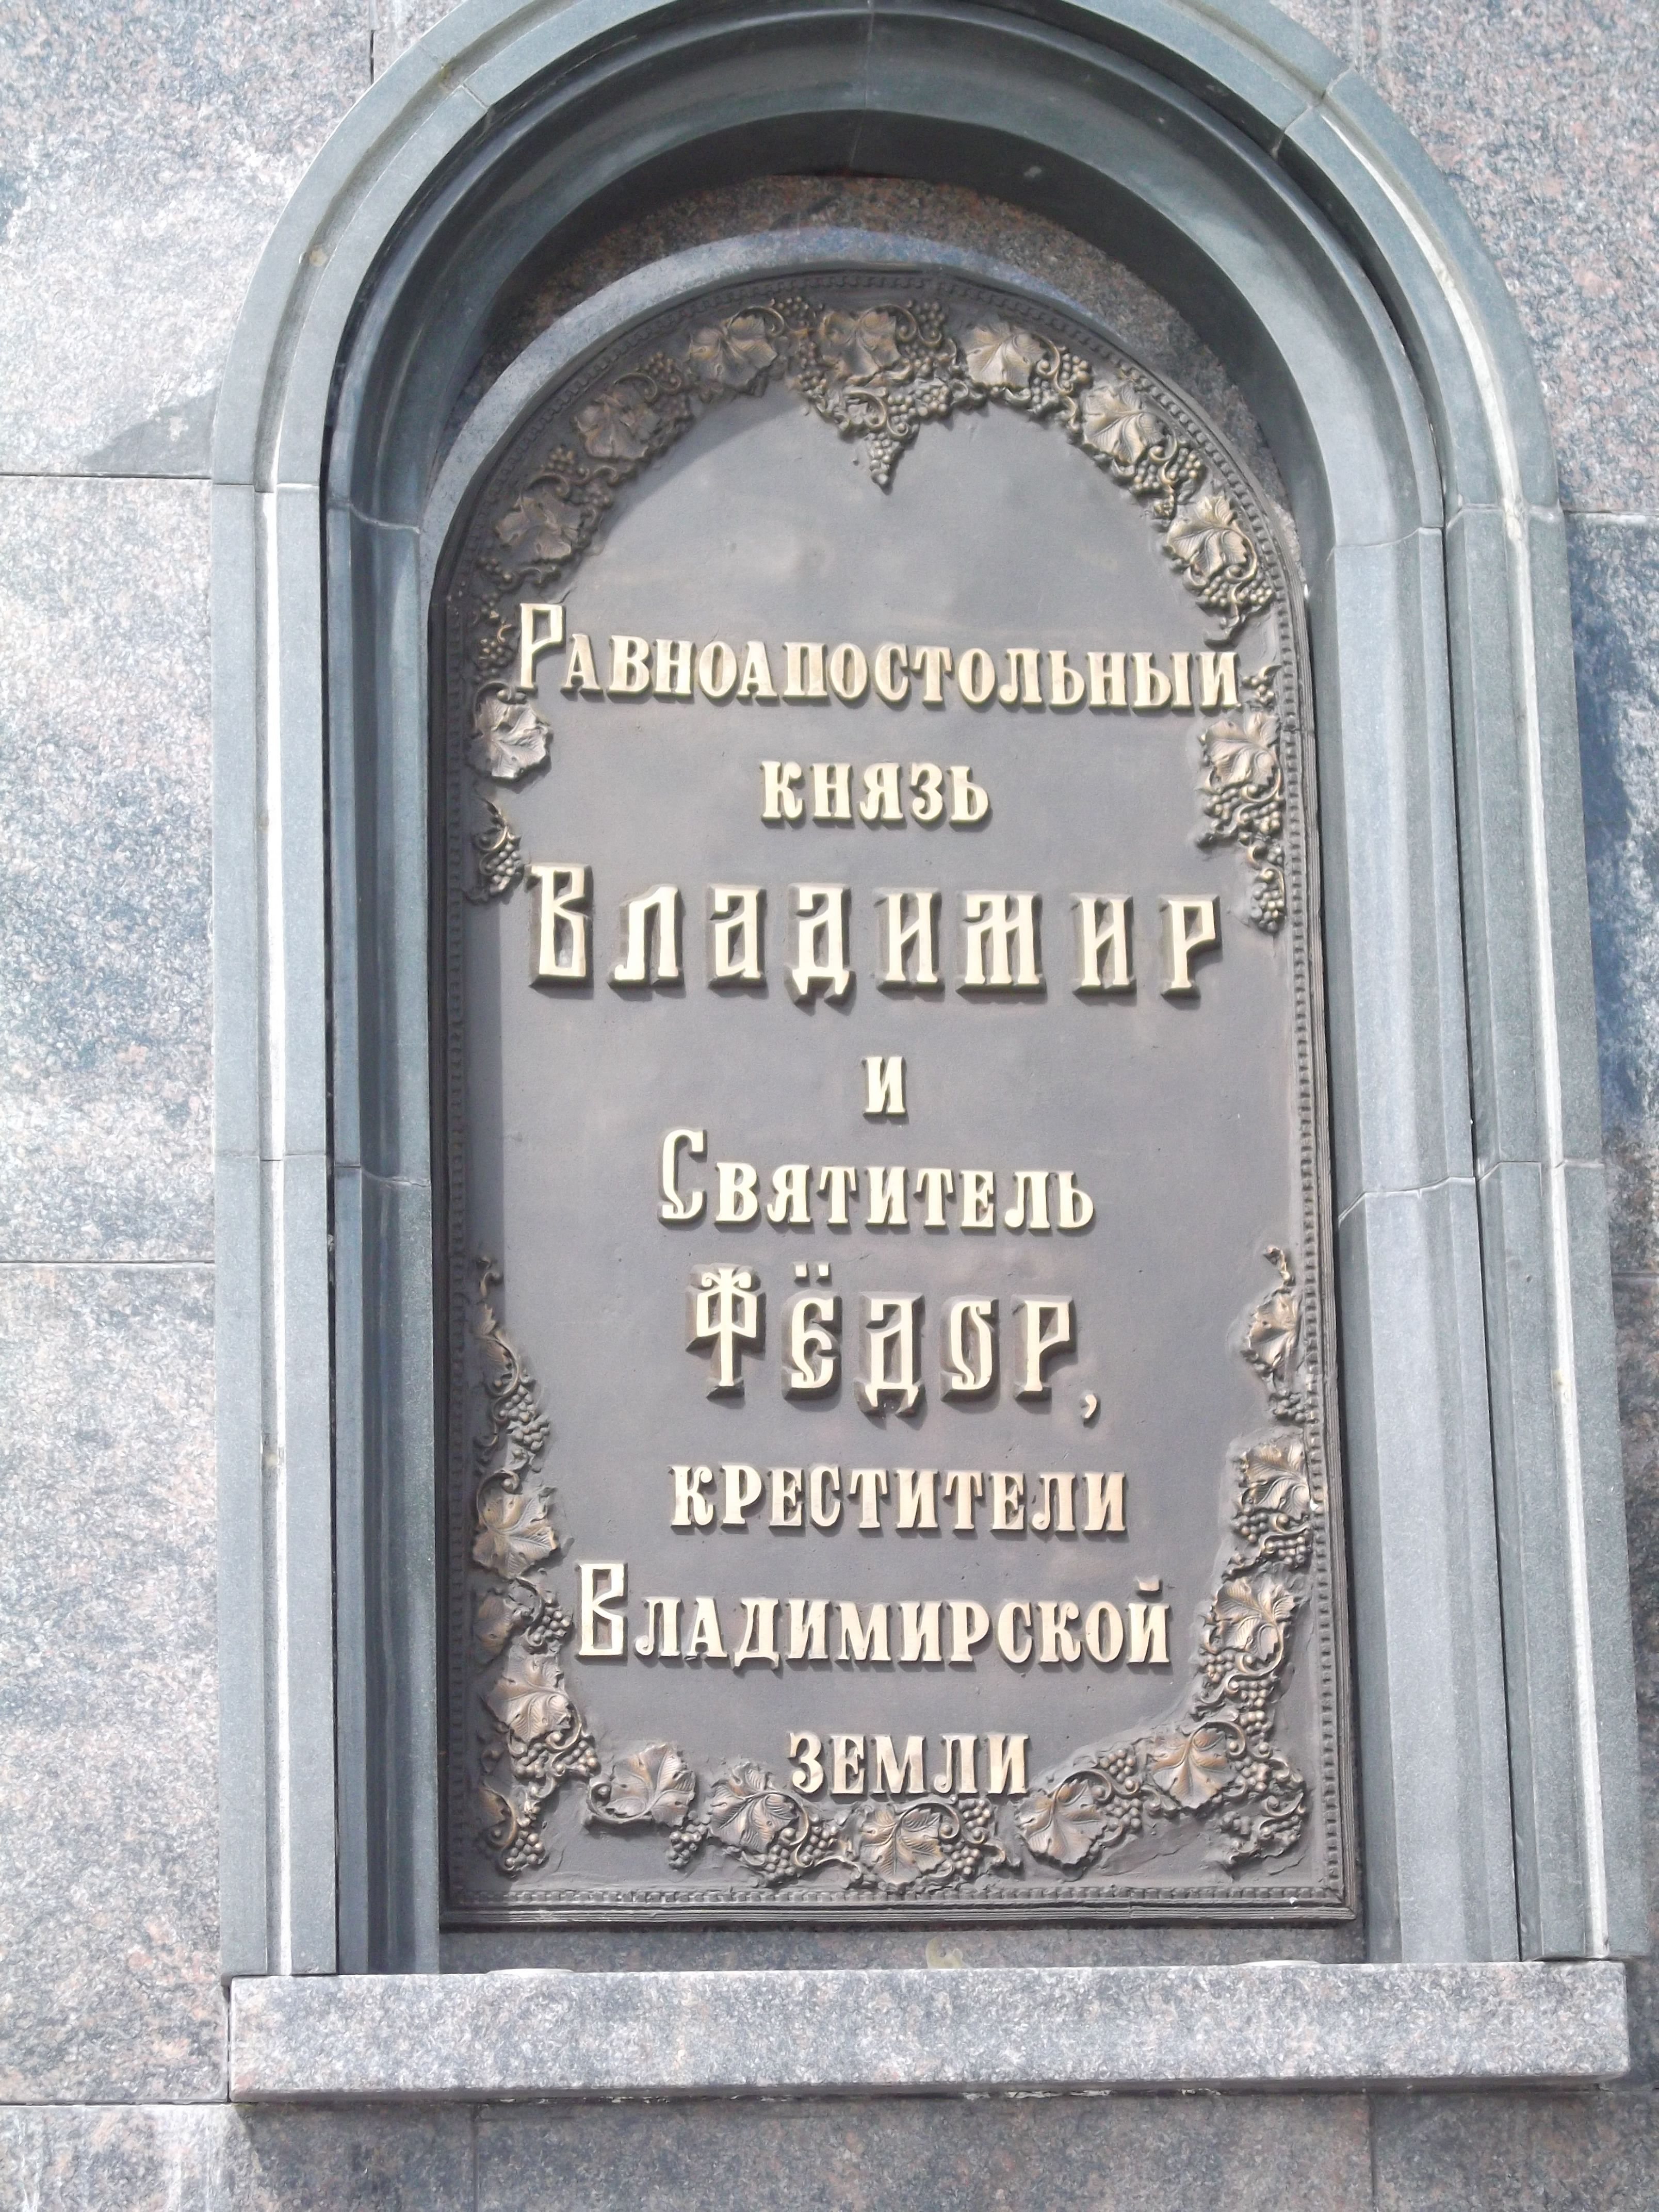 Равноапостольный
князь
Владимир
и
Святитель
Фёдор,
крестители
Владимирской
земли